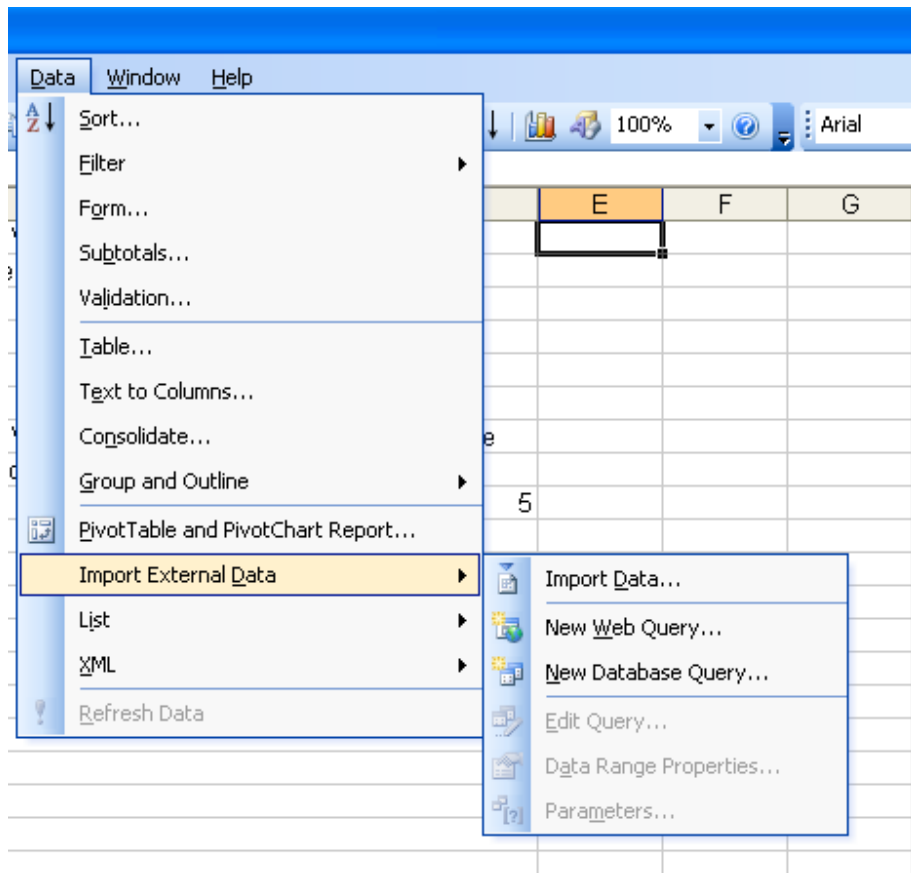 Data Window Help
Sort...
100%
Arial
Filter
Form...
E F G
Subtotals...
Validation...
Table...
Text to Columns...
Consolidate...
e
Group and Outline
5
PivotTable and PivotChart Report...
Import External Data
List
XML
Refresh Data
Import Data...
New Web Query...
New Database Query...
Edit Query...
Data Range Properties...
Parameters...